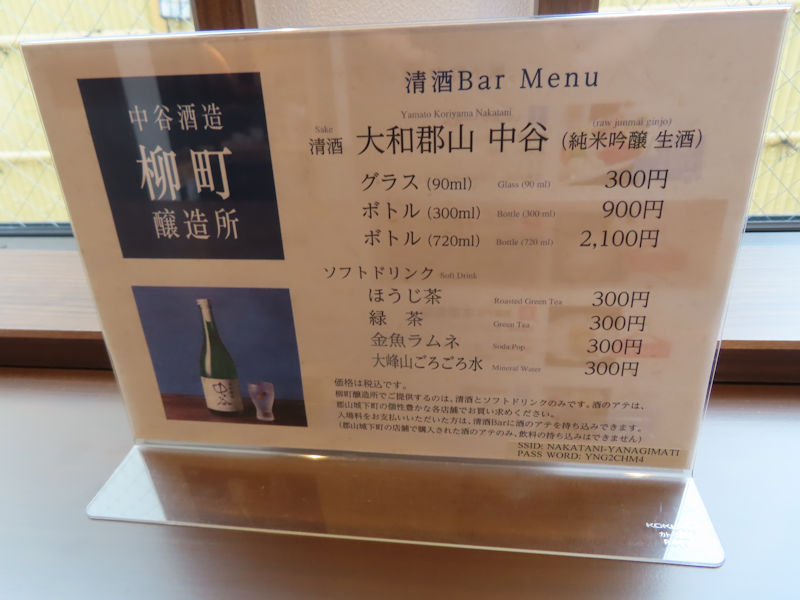 清酒Bar Menu
中谷酒造
柳町
醸造所
Yamato Koriyama Nakatani
(raw junmai ginjo)
Sake
清酒 大和郡山 中谷 (純米吟醸 生酒)
グラス (90ml) Glass (90 ml) 300円
ボトル (300ml) Bottle (300 ml) 900円
ボトル (720ml) Bottle (720 ml) 2,100円
ソフトドリンク Soft Drink
ほうじ茶 Roasted Green Tea 300円
緑 茶 Green Tea 300円
金魚ラムネ Soda Pop 300円
大峰山ごろごろ水 Mineral Water 300円
価格は税込です。
柳町醸造所でご提供するのは、清酒とソフトドリンクのみです。酒のアテは、
郡山城下町の個性豊かな各店舗でお買い求めください。
入場料をお支払いいただいた方は、清酒Barに酒のアテを持ち込みできます。
(郡山城下町の店舗で購入された酒のアテのみ、飲料の持ち込みはできません)
SSID: NAKATANI-YANAGIMATI
PASS WORD: YNG2CHM4
中谷